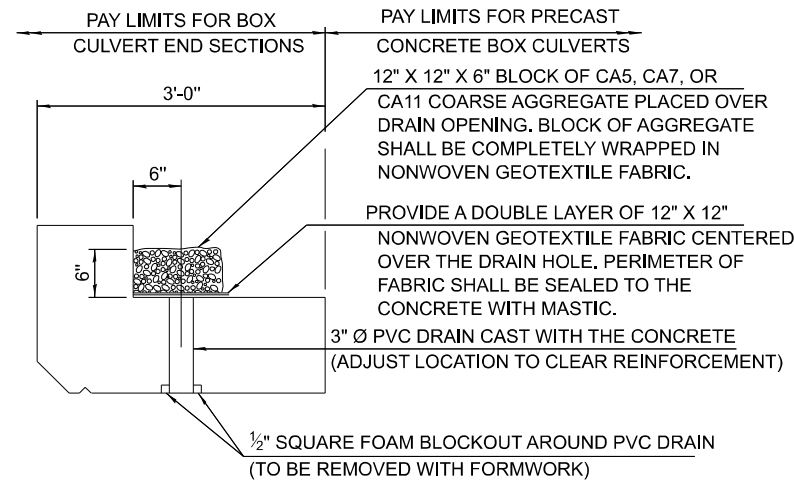 PAY LIMITS FOR BOX
CULVERT END SECTIONS
PAY LIMITS FOR PRECAST
CONCRETE BOX CULVERTS
3'-0"
12" X 12" X 6" BLOCK OF CA5, CA7, OR
CA11 COARSE AGGREGATE PLACED OVER
DRAIN OPENING. BLOCK OF AGGREGATE
SHALL BE COMPLETELY WRAPPED IN
NONWOVEN GEOTEXTILE FABRIC.
6"
PROVIDE A DOUBLE LAYER OF 12" X 12"
NONWOVEN GEOTEXTILE FABRIC CENTERED
OVER THE DRAIN HOLE. PERIMETER OF
FABRIC SHALL BE SEALED TO THE
CONCRETE WITH MASTIC.
6"
3" Ø PVC DRAIN CAST WITH THE CONCRETE
(ADJUST LOCATION TO CLEAR REINFORCEMENT)
½" SQUARE FOAM BLOCKOUT AROUND PVC DRAIN
(TO BE REMOVED WITH FORMWORK)